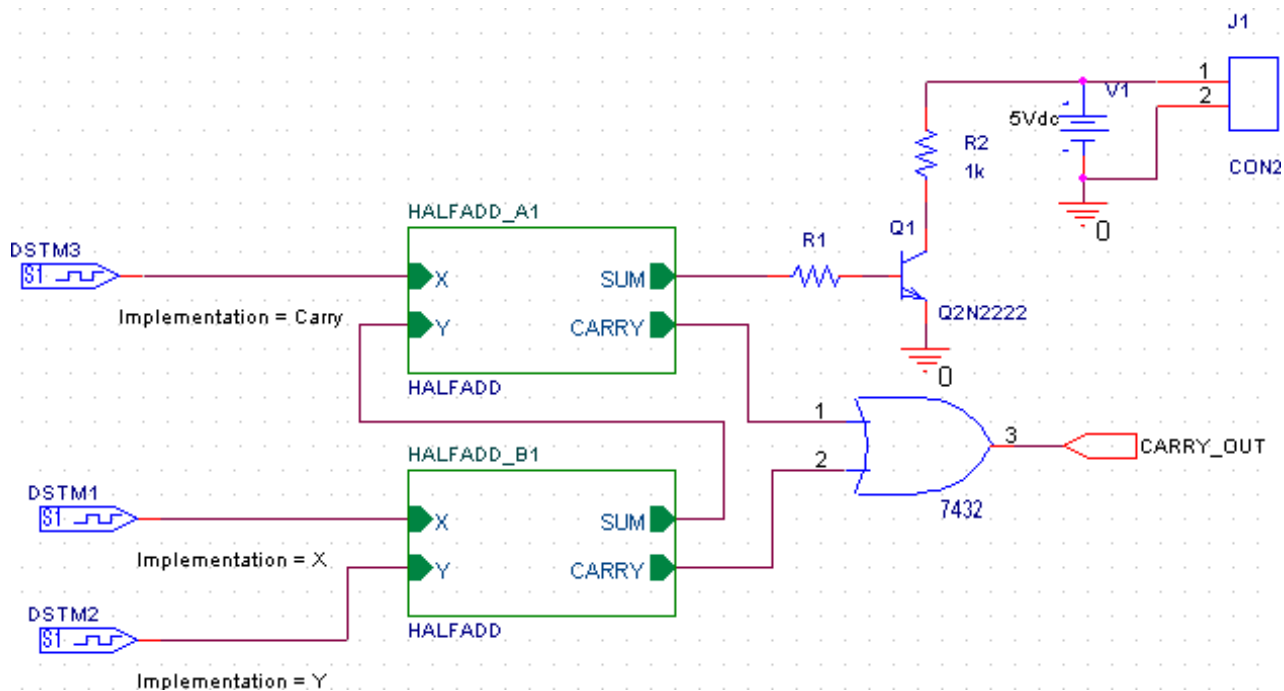 J1
1
V1
2
5Vdc
R2
1k
CON2
HALFADD_A1
Q1
0
DSTM3
R1
S1
X
SUM
Implementation = Carry
Y
CARRY
Q2N2222
HALFADD
0
1
HALFADD_B1
3
CARRY_OUT
2
DSTM1
S1
X
SUM
7432
Implementation = X
Y
CARRY
DSTM2
HALFADD
S1
Implementation = Y